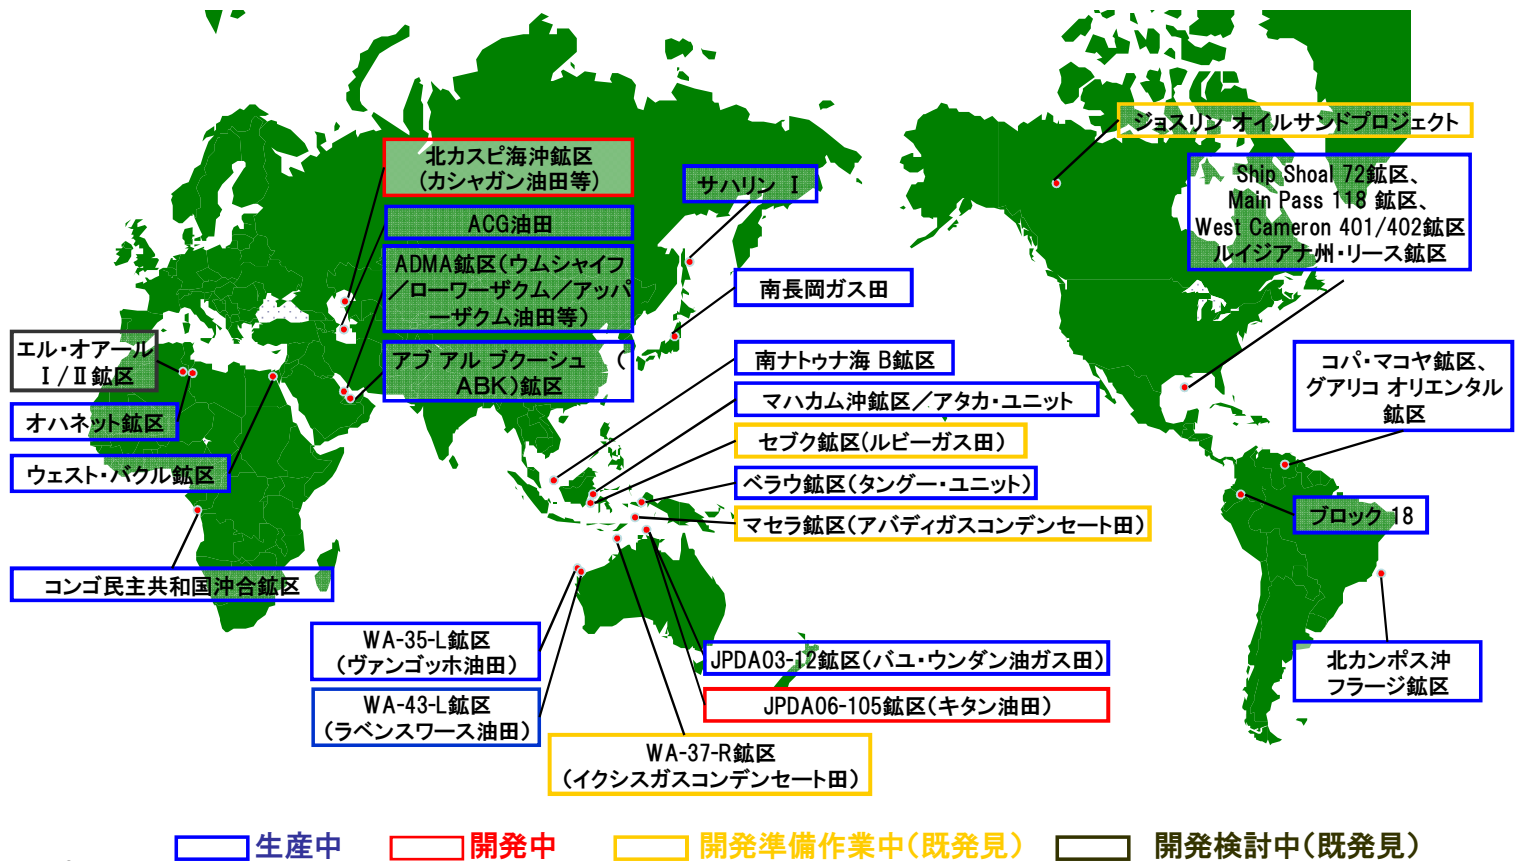 ジョスリン オイルサンドプロジェクト
北カスピ海沖鉱区
(カシャガン油田等)
サハリン Ⅰ
Ship Shoal 72鉱区、
Main Pass 118 鉱区、
West Cameron 401/402鉱区
ルイジアナ州・リース鉱区
ACG油田
ADMA鉱区(ウムシャイフ
／ローワーザクム／アッパ
ーザクム油田等)
南長岡ガス田
エル・オアール
Ⅰ/Ⅱ鉱区
アブ アル ブクーシュ (
ABK)鉱区
南ナトゥナ海 B鉱区
コパ・マコヤ鉱区、
グアリコ オリエンタル
鉱区
オハネット鉱区
マハカム沖鉱区／アタカ・ユニット
セブク鉱区(ルビーガス田)
ウェスト・バクル鉱区
ベラウ鉱区(タングー・ユニット)
マセラ鉱区(アバディガスコンデンセート田)
ブロック 18
コンゴ民主共和国沖合鉱区
WA-35-L鉱区
(ヴァンゴッホ油田)
JPDA03-12鉱区(バユ・ウンダン油ガス田)
北カンポス沖
フラージ鉱区
WA-43-L鉱区
(ラベンスワース油田)
JPDA06-105鉱区(キタン油田)
WA-37-R鉱区
(イクシスガスコンデンセート田)
生産中
開発中
開発準備作業中(既発見)
開発検討中(既発見)